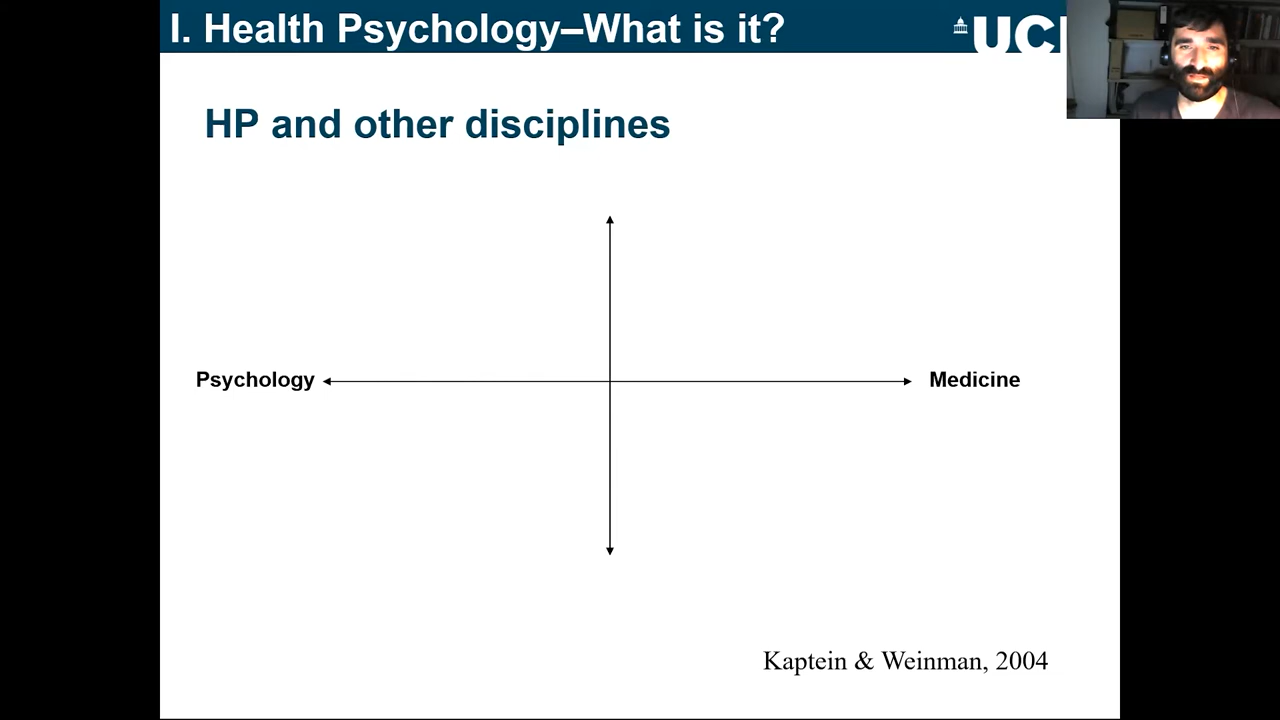 I. Health Psychology–What is it?
UCL
HP and other disciplines
Psychology
Medicine
Kaptein & Weinman, 2004